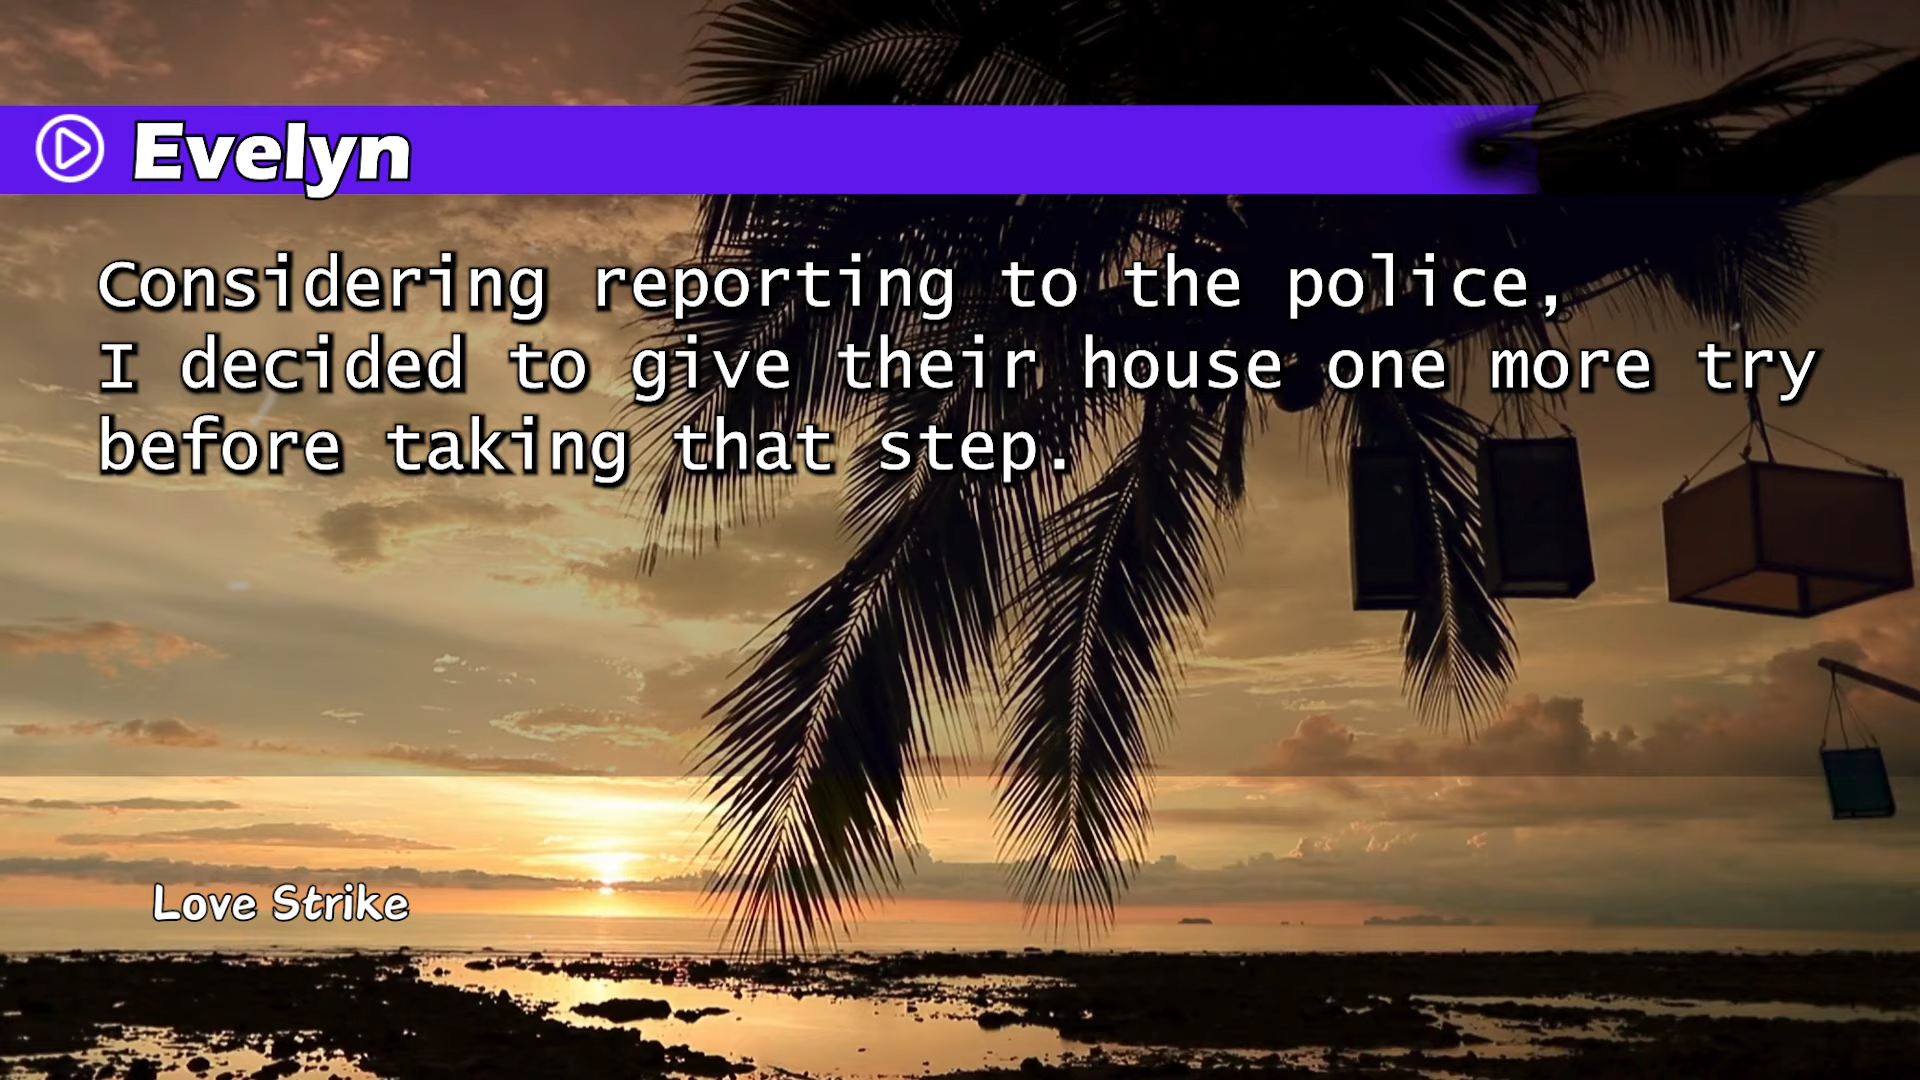 Evelyn
Considering reporting to the police,
I decided to give their house one more try
before taking that step.
Love Strike